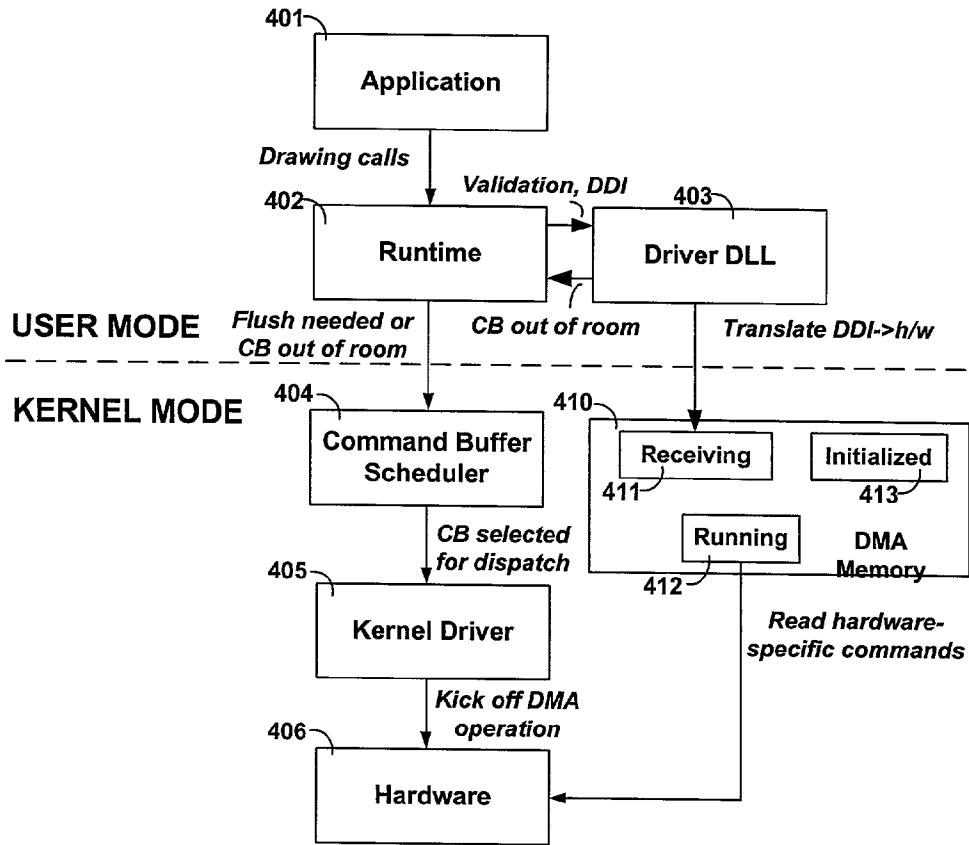 401
Application
Drawing calls
402
Validation, DDI
403
Runtime
Driver DLL
USER MODE
Flush needed or
CB out of room
CB out of room
Translate DDI->h/w
KERNEL MODE
404
Command Buffer
Scheduler
410
Receiving
411
Initialized
413
Running
412
DMA
Memory
CB selected
for dispatch
405
Kernel Driver
Read hardware-
specific commands
Kick off DMA
operation
406
Hardware